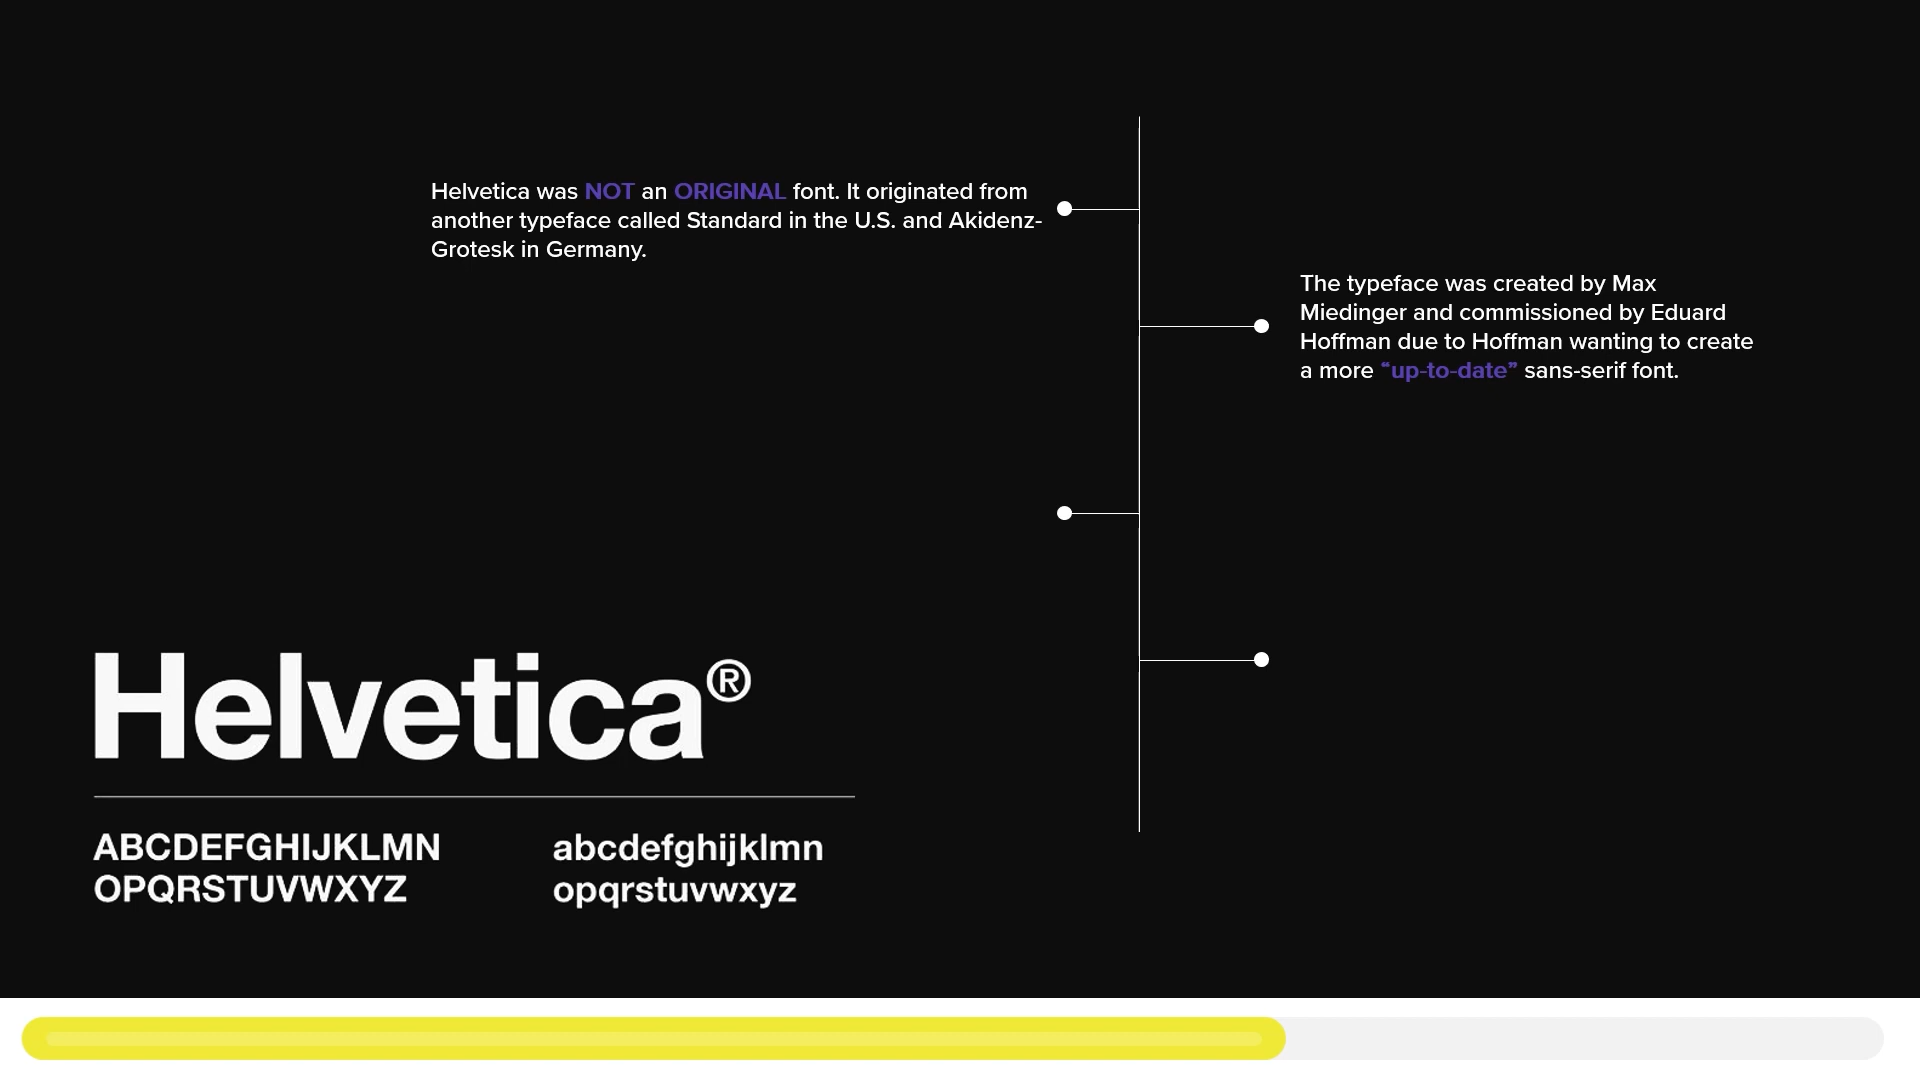 Helvetica was NOT an ORIGINAL font. It originated from
another typeface called Standard in the U.S. and Akidenz-
Grotesk in Germany.
The typeface was created by Max
Miedinger and commissioned by Eduard
Hoffman due to Hoffman wanting to create
a more “up-to-date” sans-serif font.
Helvetica®
ABCDEFGHIJKLMN
OPQRSTUVWXYZ
abcdefghijklmn
opqrstuvwxyz